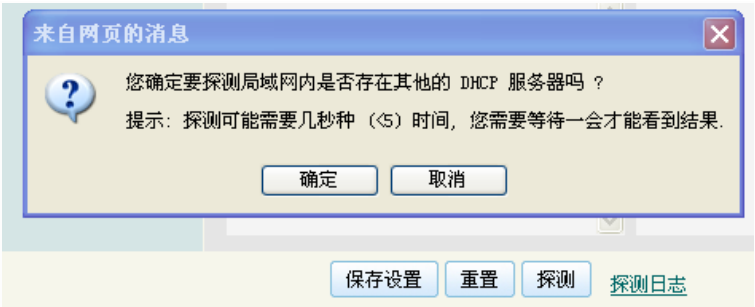 来自网页的消息
您确定要探测局域网内是否存在其他的 DHCP 服务器吗 ?
提示: 探测可能需要几秒种 (<5) 时间, 您需要等待一会才能看到结果.
确定 取消
保存设置 重置 探测 探测日志